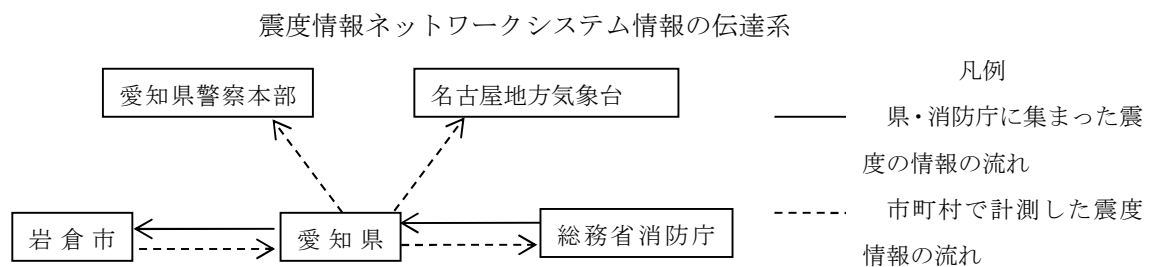 震度情報ネットワークシステム情報の伝達系
愛知県警察本部
名古屋地方気象台
岩倉市
愛知県
総務省消防庁
凡例
県・消防庁に集まった震
度の情報の流れ
市町村で計測した震度
情報の流れ